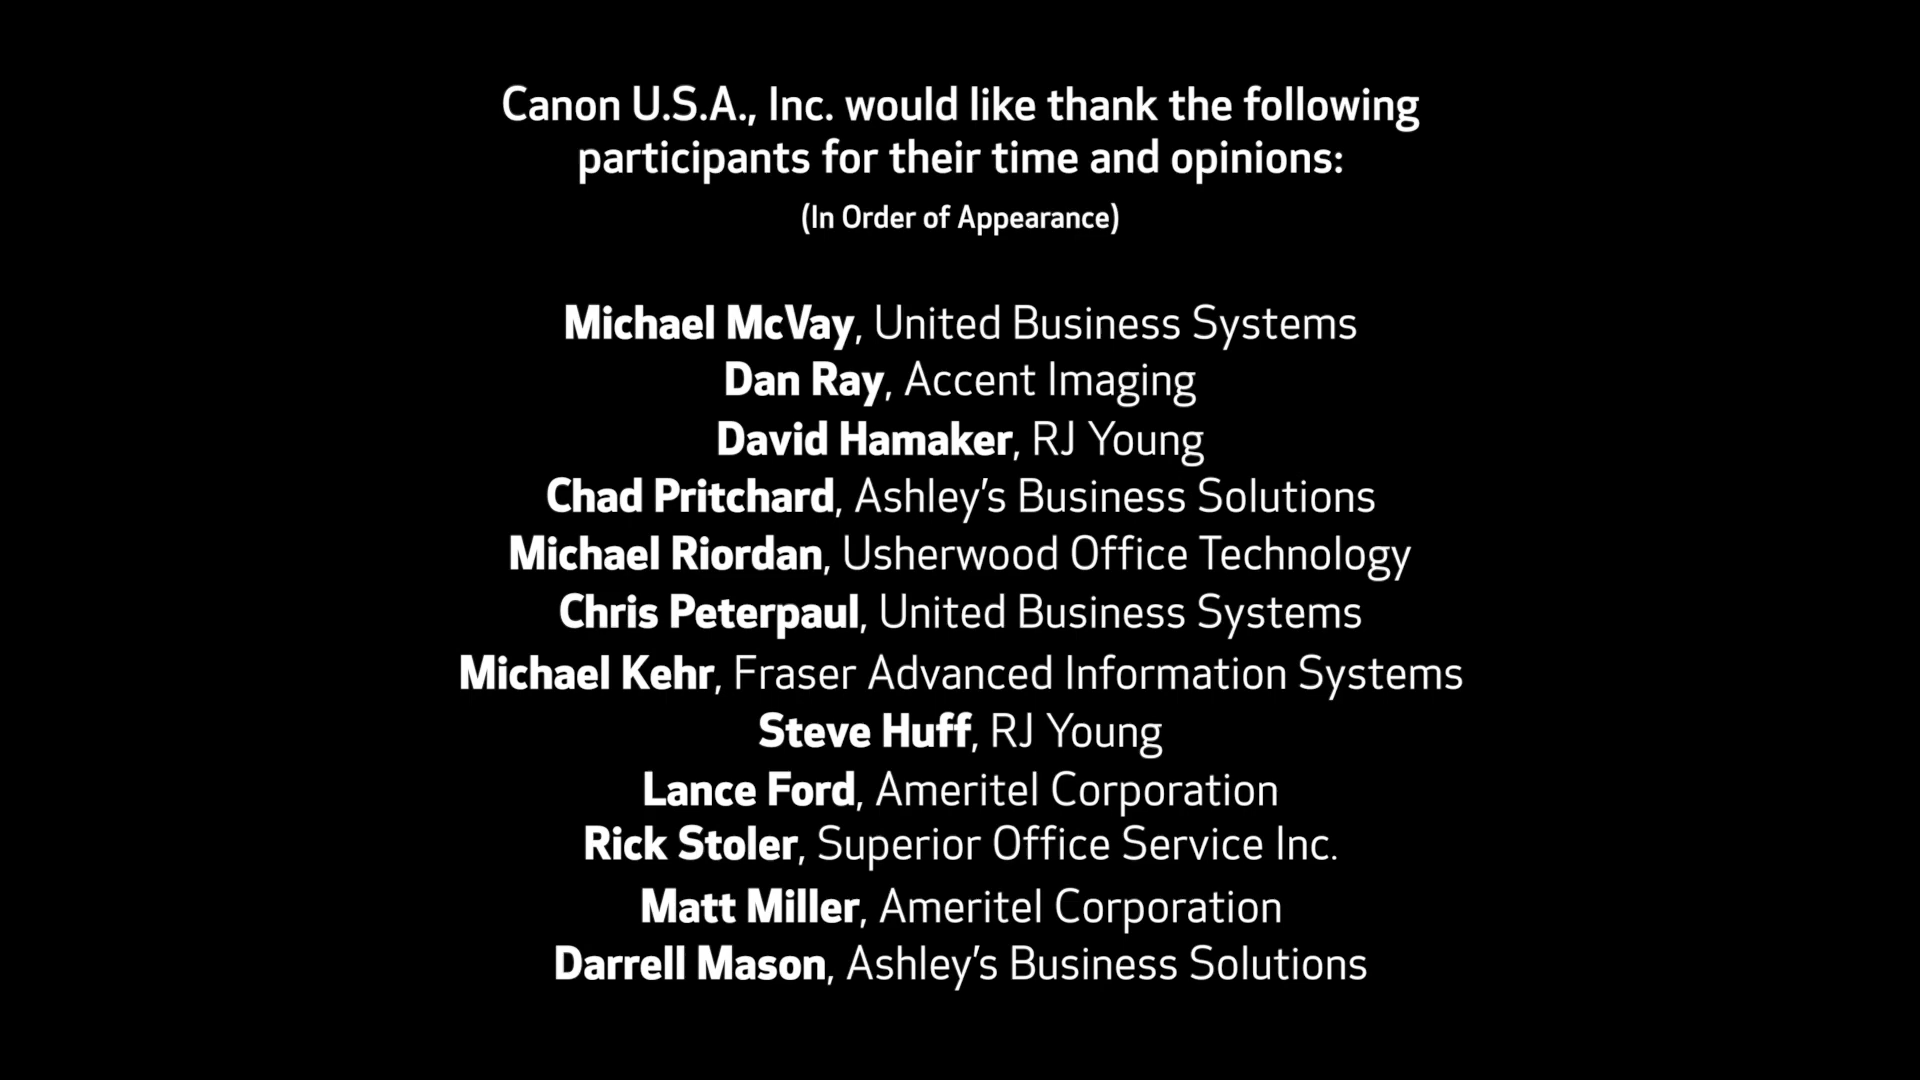 Canon U.S.A., Inc. would like thank the following
participants for their time and opinions:
(In Order of Appearance)
Michael McVay, United Business Systems
Dan Ray, Accent Imaging
David Hamaker, RJ Young
Chad Pritchard, Ashley’s Business Solutions
Michael Riordan, Usherwood Office Technology
Chris Peterpaul, United Business Systems
Michael Kehr, Fraser Advanced Information Systems
Steve Huff, RJ Young
Lance Ford, Ameritel Corporation
Rick Stoler, Superior Office Service Inc.
Matt Miller, Ameritel Corporation
Darrell Mason, Ashley’s Business Solutions